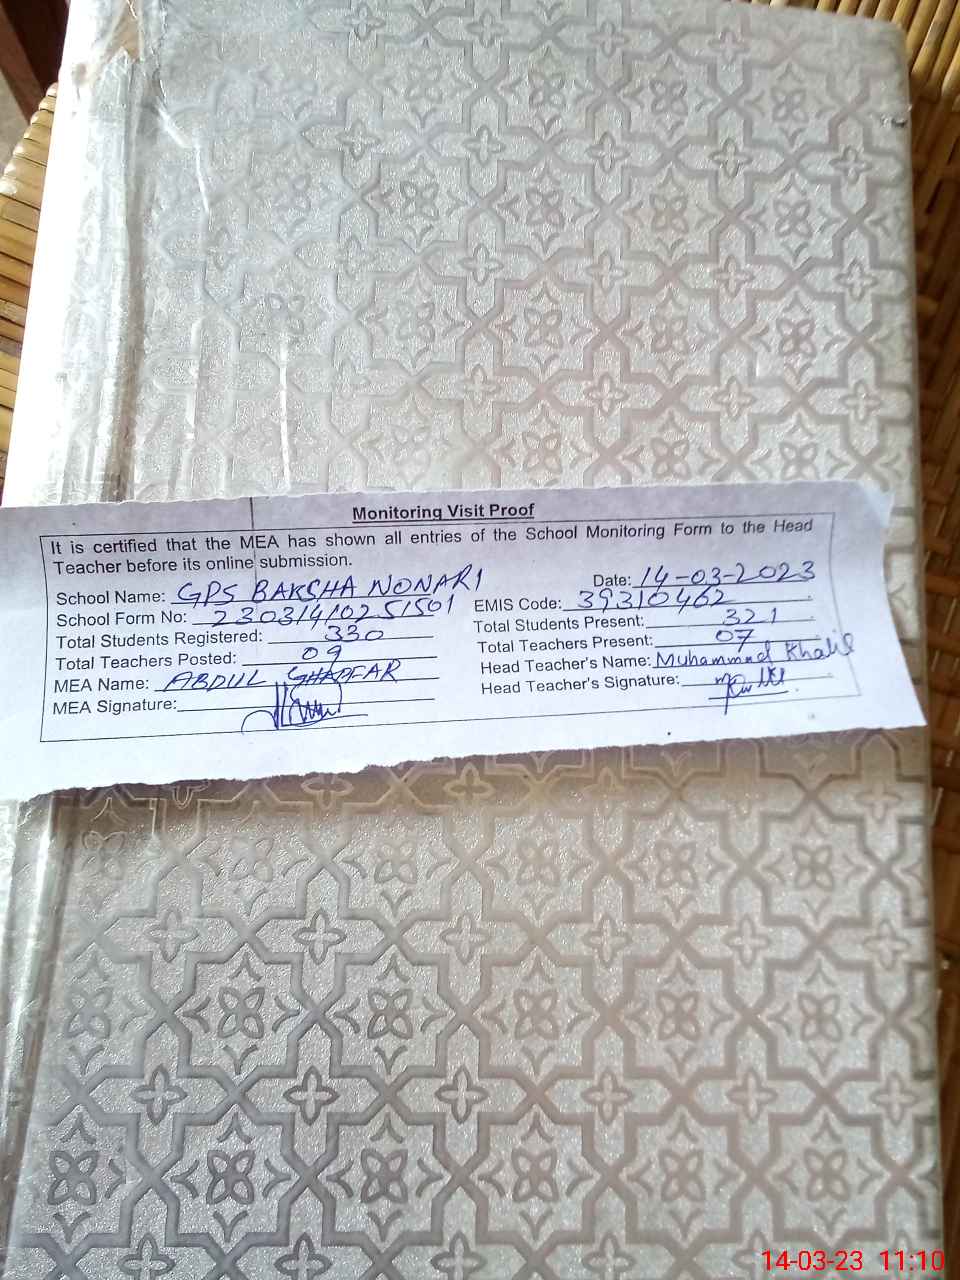 Monitoring Visit Proof
It is certified that the MEA has shown all entries of the School Monitoring Form to the Head
Teacher before its online submission.
School Name: GPS BAKSHA NONARI Date: 14-03-2023
School Form No: 23031410251501 EMIS Code: 39310462
Total Students Registered: 330 Total Students Present: 321
Total Teachers Posted: 09 Total Teachers Present: 07
MEA Name: ABDUL GHAFFAR Head Teacher's Name: Muhammad Khalil
MEA Signature: Head Teacher's Signature:
14-03-23 11:10